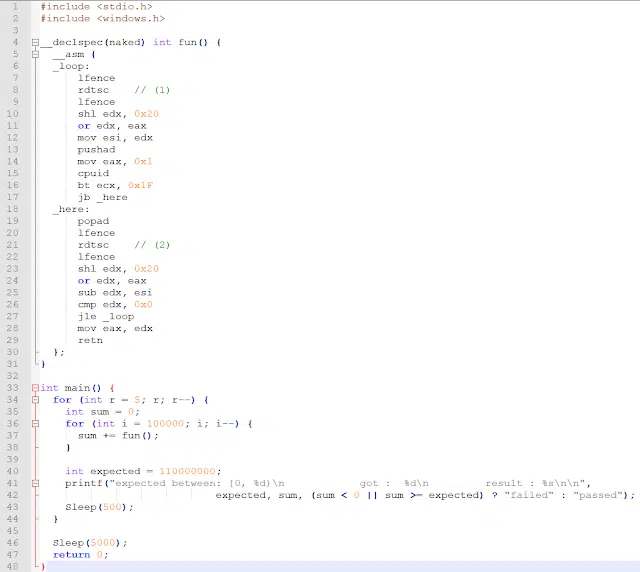 1 #include <stdio.h>
2 #include <windows.h>
3
4 __declspec(naked) int fun() {
5 __asm {
6 _loop:
7 lfence
8 rdtsc // (1)
9 lfence
10 shl edx, 0x20
11 or edx, eax
12 mov esi, edx
13 pushad
14 mov eax, 0x1
15 cpuid
16 bt ecx, 0x1F
17 jb _here
18 _here:
19 popad
20 lfence
21 rdtsc // (2)
22 lfence
23 shl edx, 0x20
24 or edx, eax
25 sub edx, esi
26 cmp edx, 0x0
27 jle _loop
28 mov eax, edx
29 retn
30 };
31 }
32
33 int main() {
34 for (int r = 5; r; r--) {
35 int sum = 0;
36 for (int i = 100000; i; i--) {
37 sum += fun();
38 }
39
40 int expected = 110000000;
41 printf("expected between: [0, %d)\n got : %d\n result : %s\n\n",
42 expected, sum, (sum < 0 || sum >= expected) ? "failed" : "passed");
43 Sleep(500);
44 }
45
46 Sleep(5000);
47 return 0;
48 }